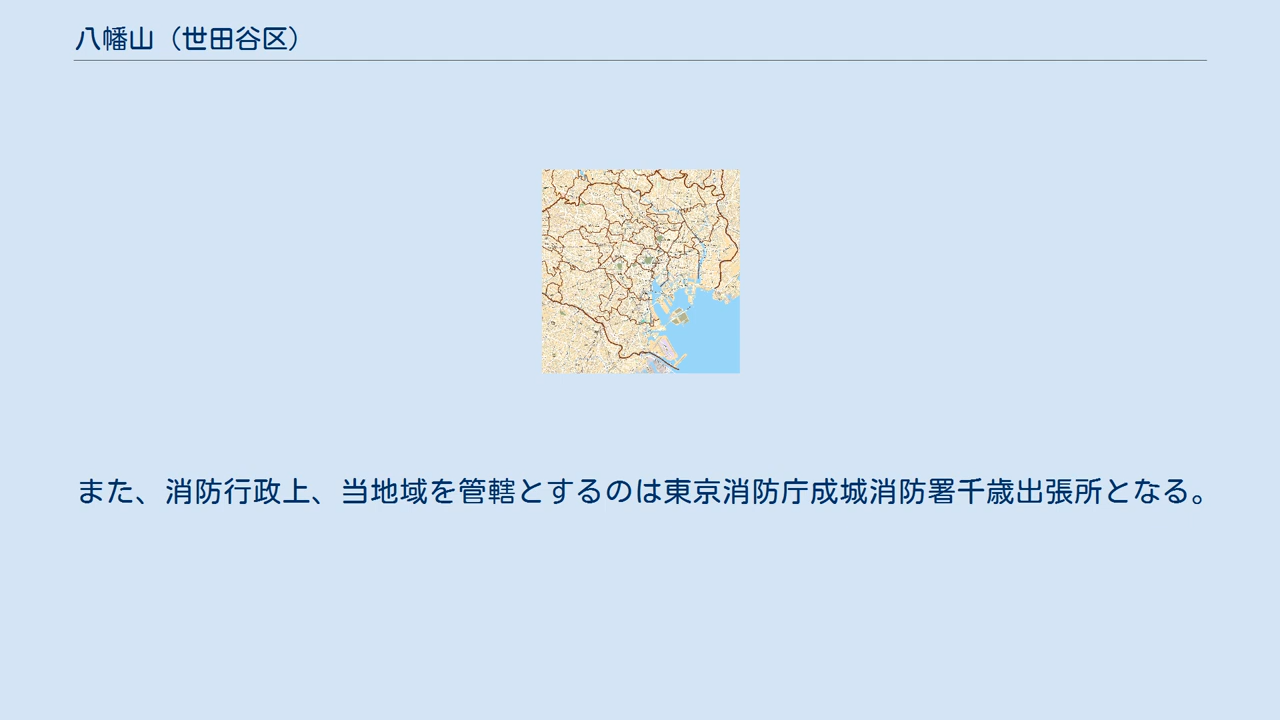 八幡山（世田谷区）
また、消防行政上、当地域を管轄とするのは東京消防庁成城消防署千歳出張所となる。